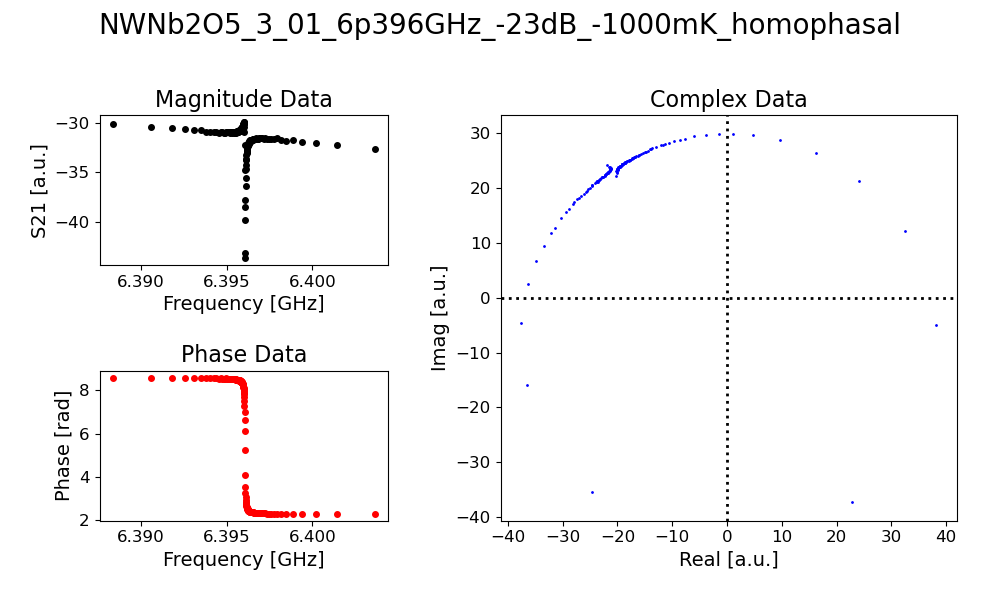 NWNb2O5_3_01_6p396GHz_-23dB_-1000mK_homophasal
Magnitude Data
S21 [a.u.]
−30
−35
−40
6.390 6.395 6.400
Frequency [GHz]
Phase Data
Phase [rad]
8
6
4
2
6.390 6.395 6.400
Frequency [GHz]
Complex Data
Imag [a.u.]
30
20
10
0
−10
−20
−30
−40
−40 −30 −20 −10 0 10 20 30 40
Real [a.u.]